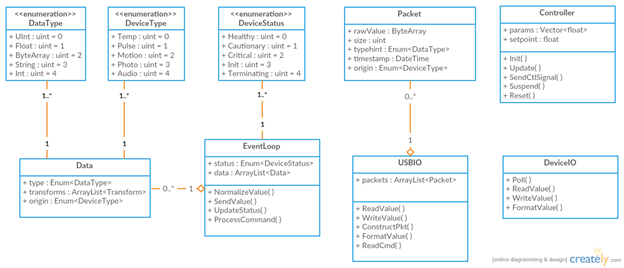 <<enumeration>>
DataType
+ UInt : uint = 0
+ Float : uint = 1
+ ByteArray : uint = 2
+ String : uint = 3
+ Int : uint = 4
<<enumeration>>
DeviceType
+ Temp : uint = 0
+ Pulse : uint = 1
+ Motion : uint = 2
+ Photo : uint = 3
+ Audio : uint = 4
<<enumeration>>
DeviceStatus
+ Healthy : uint = 0
+ Cautionary : uint = 1
+ Critical : uint = 2
+ Init : uint = 3
+ Terminating : uint = 4
Packet
+ rawValue : ByteArray
+ size : uint
+ typehint : Enum<DataType>
+ timestamp : DateTime
+ origin : Enum<DeviceType>
Controller
+ params : Vector<float>
+ setpoint : float
+ Init( )
+ Update( )
+ SendCtlSignal( )
+ Suspend( )
+ Reset( )
1..*
1..*
1..*
0..*
1
1
1
1
Data
+ type : Enum<DataType>
+ transforms : ArrayList<Transform>
+ origin : Enum<DeviceType>
0..*
1
EventLoop
+ status : Enum<DeviceStatus>
+ data : ArrayList<Data>
+ NormalizeValue( )
+ SendValue( )
+ UpdateStatus( )
+ ProcessCommand( )
USBIO
+ packets : ArrayList<Packet>
+ ReadValue( )
+ WriteValue( )
+ ConstructPkt( )
+ FormatValue( )
+ ReadCmd( )
DeviceIO
+ Poll( )
+ ReadValue( )
+ WriteValue( )
+ FormatValue( )
[online diagramming & design] creately.com